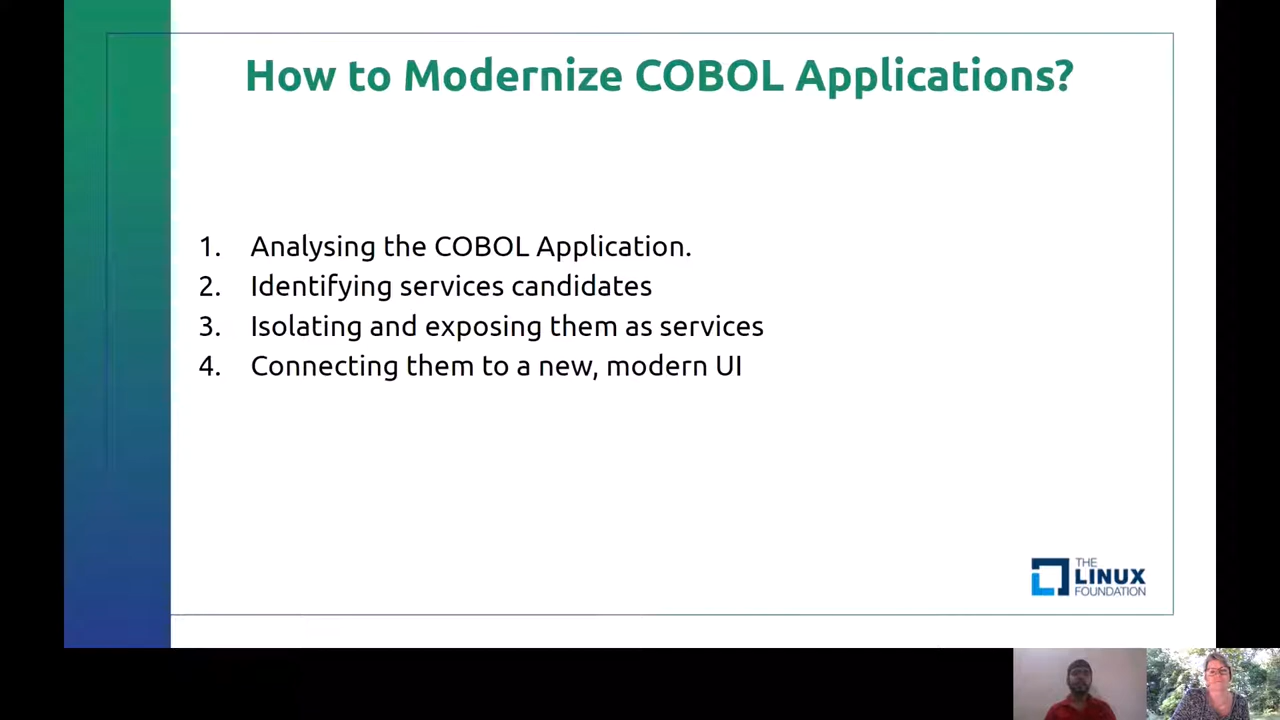 How to Modernize COBOL Applications?
1. Analysing the COBOL Application.
2. Identifying services candidates
3. Isolating and exposing them as services
4. Connecting them to a new, modern UI
THE
LINUX
FOUNDATION